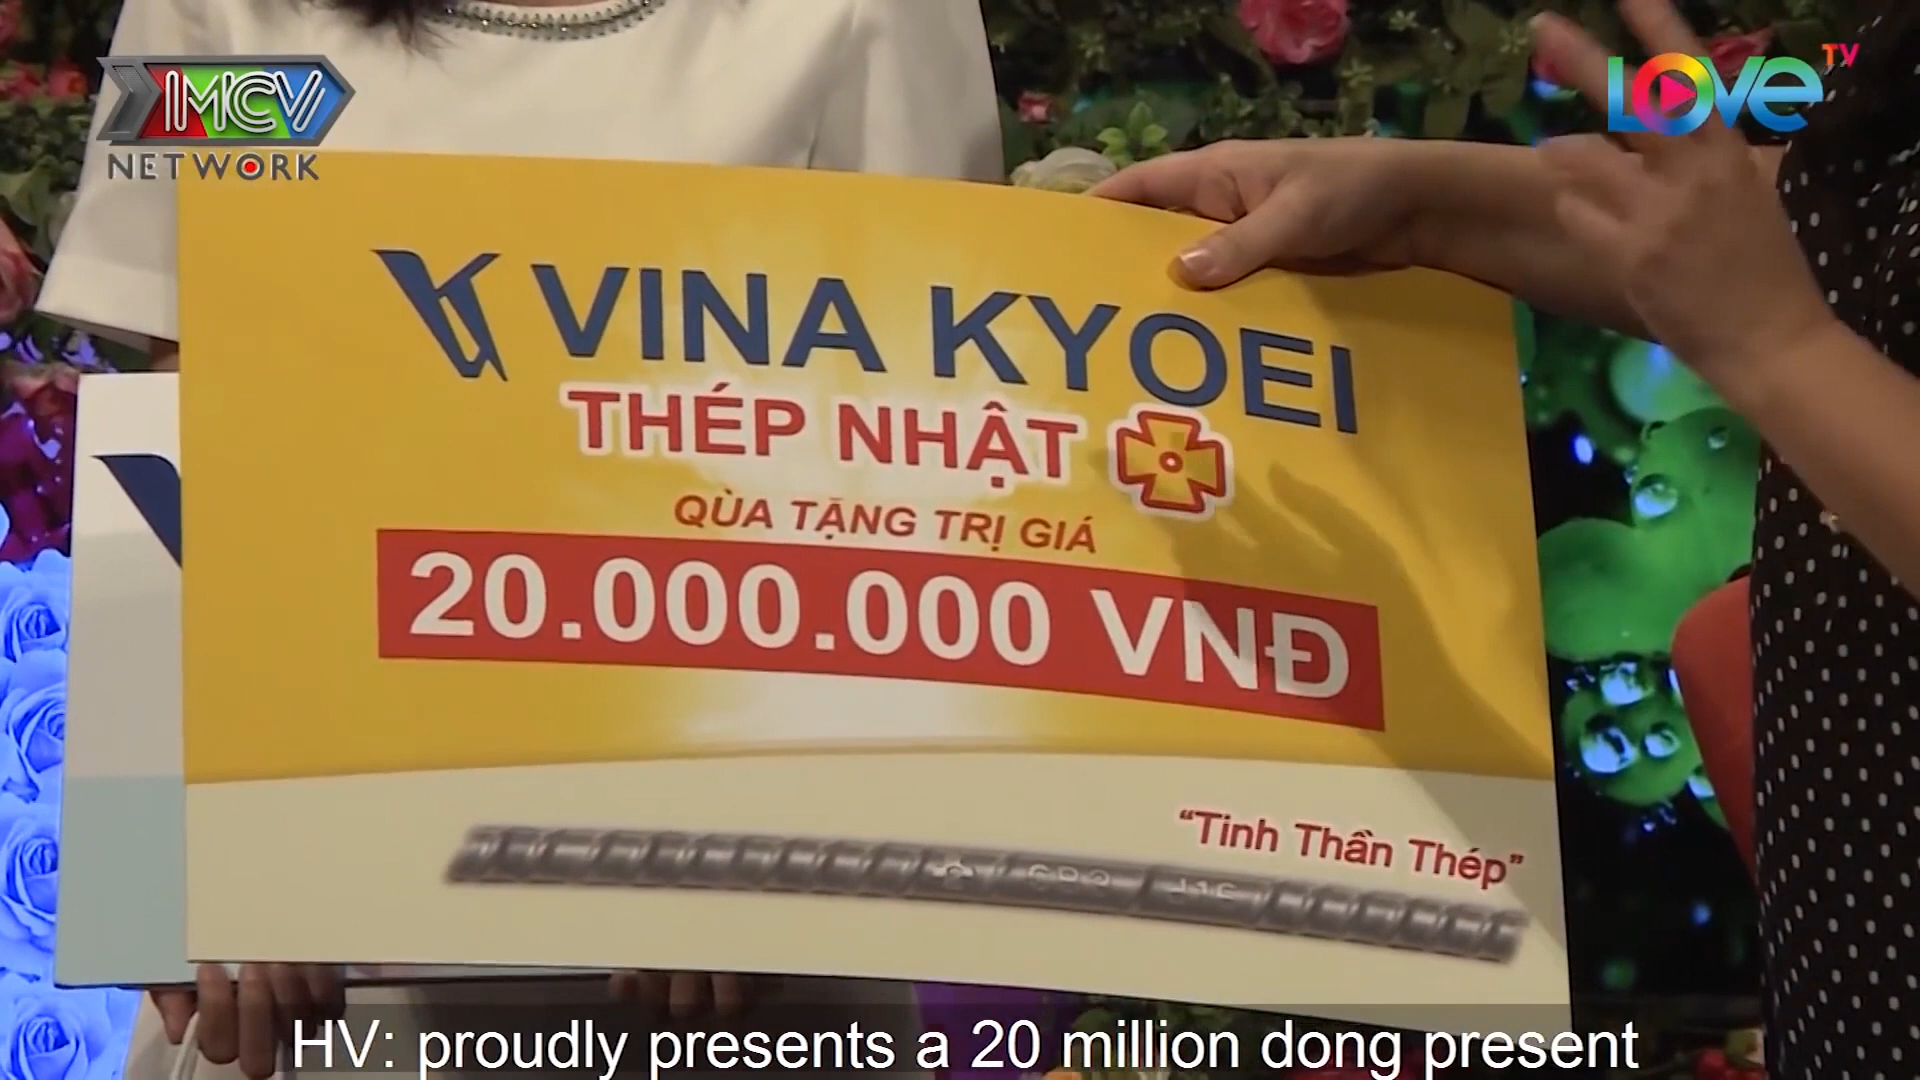 MCV
NETWORK
LOVE TV
VINA KYOEI
THÉP NHẬT
QÙA TẶNG TRỊ GIÁ
20.000.000 VNĐ
“Tinh Thần Thép”
HV: proudly presents a 20 million dong present